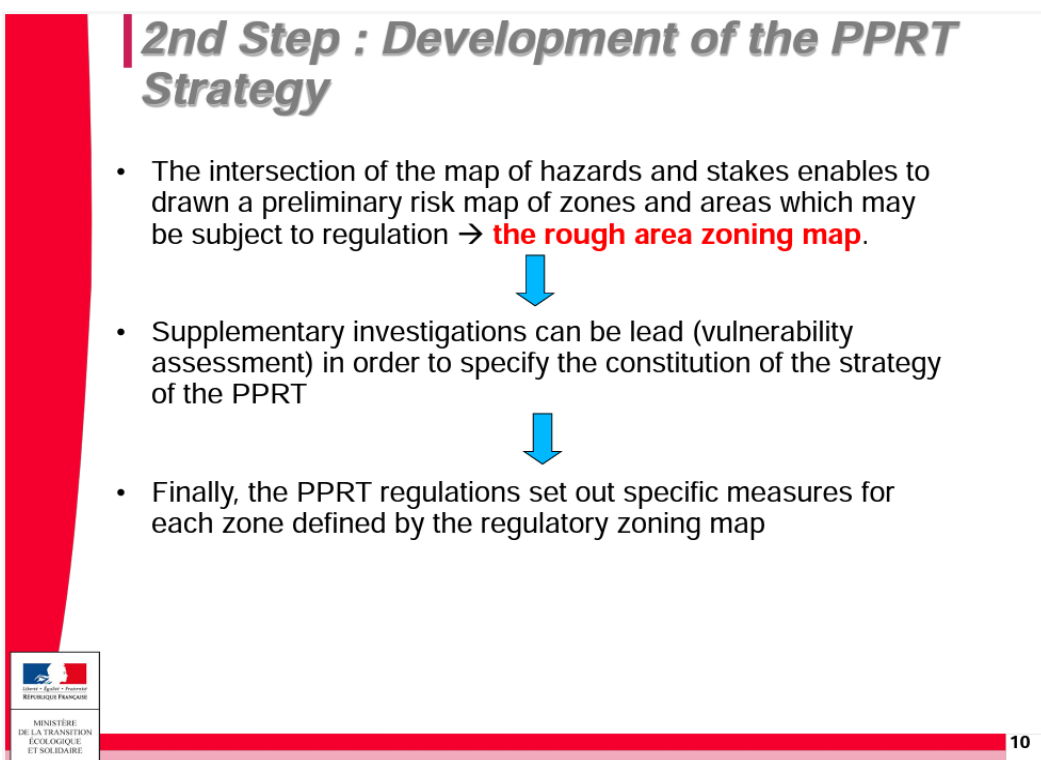 2nd Step : Development of the PPRT
Strategy
• The intersection of the map of hazards and stakes enables to
drawn a preliminary risk map of zones and areas which may
be subject to regulation → the rough area zoning map.
• Supplementary investigations can be lead (vulnerability
assessment) in order to specify the constitution of the strategy
of the PPRT
• Finally, the PPRT regulations set out specific measures for
each zone defined by the regulatory zoning map
Liberté • Égalité • Fraternité
RÉPUBLIQUE FRANÇAISE
MINISTÈRE
DE LA TRANSITION
ÉCOLOGIQUE
ET SOLIDAIRE
10